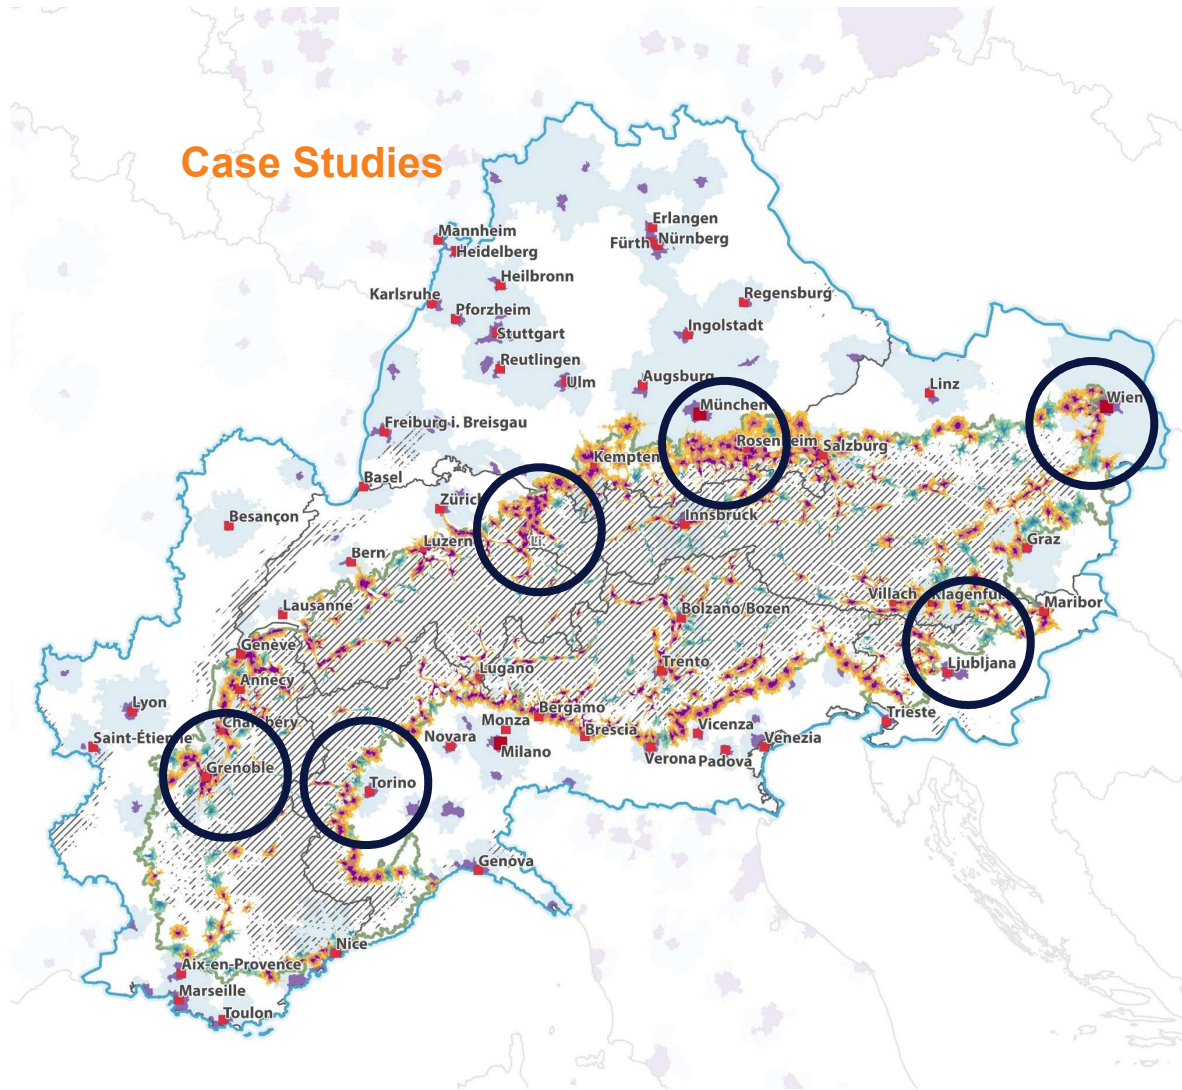 Case Studies
Erlangen
Mannheim
Fürth
Nürnberg
Heidelberg
Heilbronn
Karlsruhe
Regensburg
Pforzheim
Ingolstadt
Stuttgart
Reutlingen
Ulm
Augsburg
Linz
Wien
München
Freiburg i. Breisgau
Rosenheim
Salzburg
Kempten
Basel
Zürich
Besançon
Innsbruck
Luzern
Li.
Graz
Bern
Villach
Klagenfurt
Lausanne
Bolzano/Bozen
Maribor
Genève
Lugano
Trento
Ljubljana
Annecy
Lyon
Chambéry
Bergamo
Trieste
Monza
Saint-Étienne
Novara
Milano
Brescia
Vicenza
Venezia
Verona
Padova
Grenoble
Torino
Genova
Nice
Aix-en-Provence
Marseille
Toulon